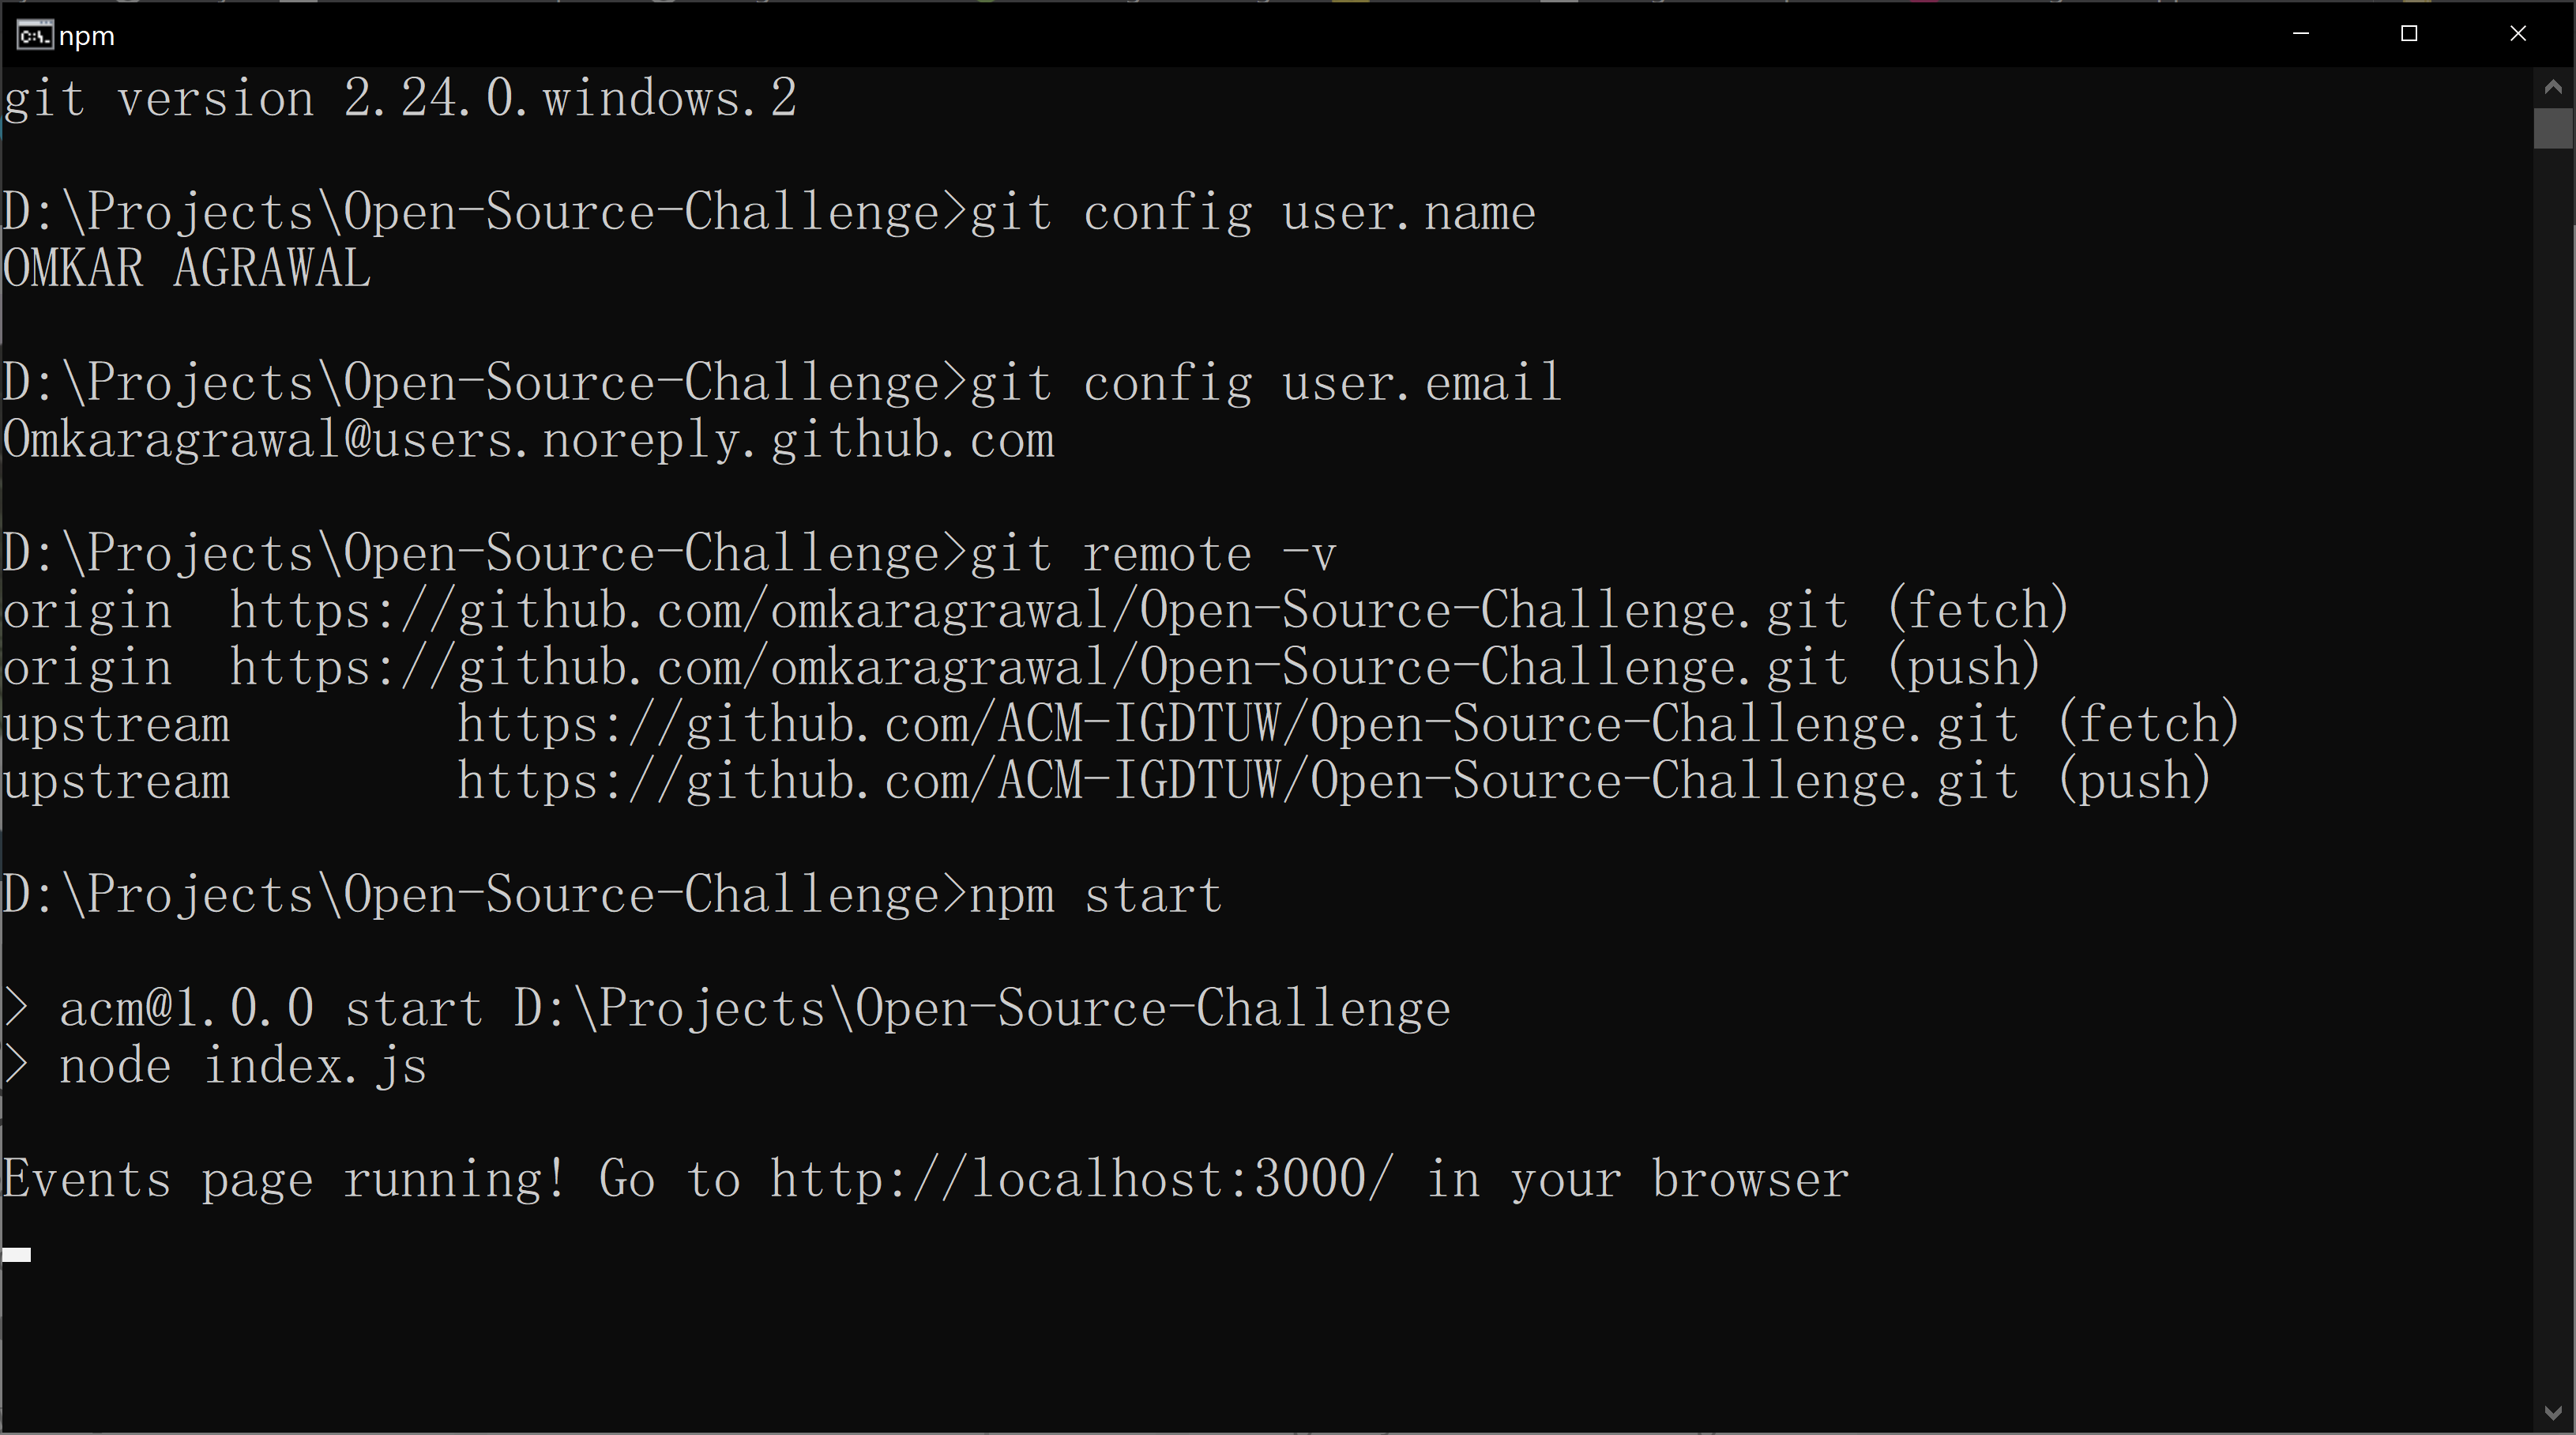 npm
git version 2.24.0.windows.2
D:\Projects\Open-Source-Challenge>git config user.name
OMKAR AGRAWAL
D:\Projects\Open-Source-Challenge>git config user.email
Omkaragrawal@users.noreply.github.com
D:\Projects\Open-Source-Challenge>git remote -v
origin  https://github.com/omkaragrawal/Open-Source-Challenge.git (fetch)
origin  https://github.com/omkaragrawal/Open-Source-Challenge.git (push)
upstream        https://github.com/ACM-IGDTUW/Open-Source-Challenge.git (fetch)
upstream        https://github.com/ACM-IGDTUW/Open-Source-Challenge.git (push)
D:\Projects\Open-Source-Challenge>npm start
> acm@1.0.0 start D:\Projects\Open-Source-Challenge
> node index.js
Events page running! Go to http://localhost:3000/ in your browser